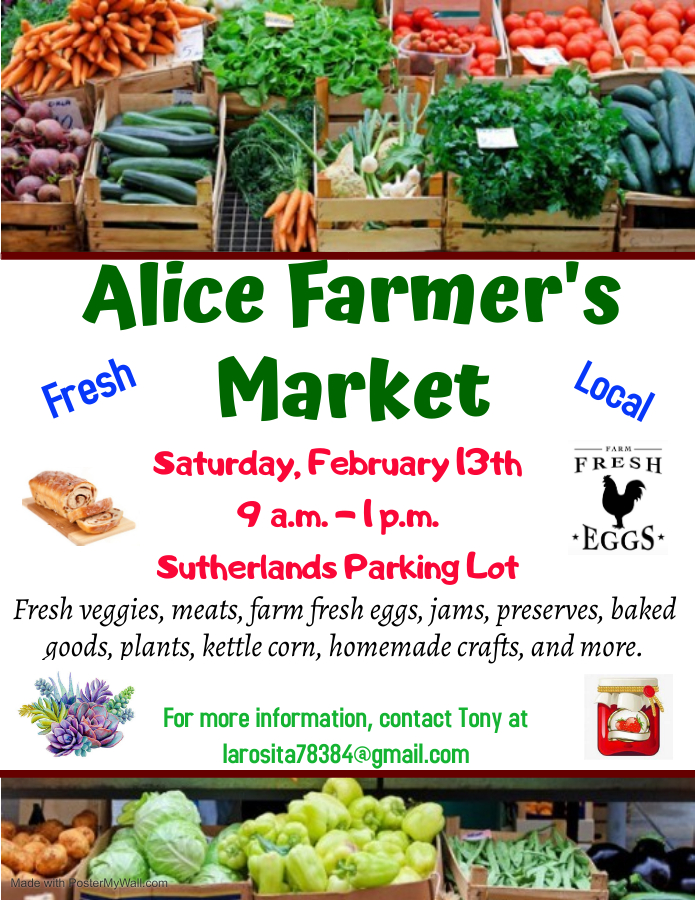 Alice Farmer's
Market
Fresh
Local
Saturday, February 13th
9 a.m. – 1 p.m.
Sutherlands Parking Lot
FARM
FRESH
EGGS
Fresh veggies, meats, farm fresh eggs, jams, preserves, baked
goods, plants, kettle corn, homemade crafts, and more.
For more information, contact Tony at
larosita78384@gmail.com
Made with PosterMyWall.com